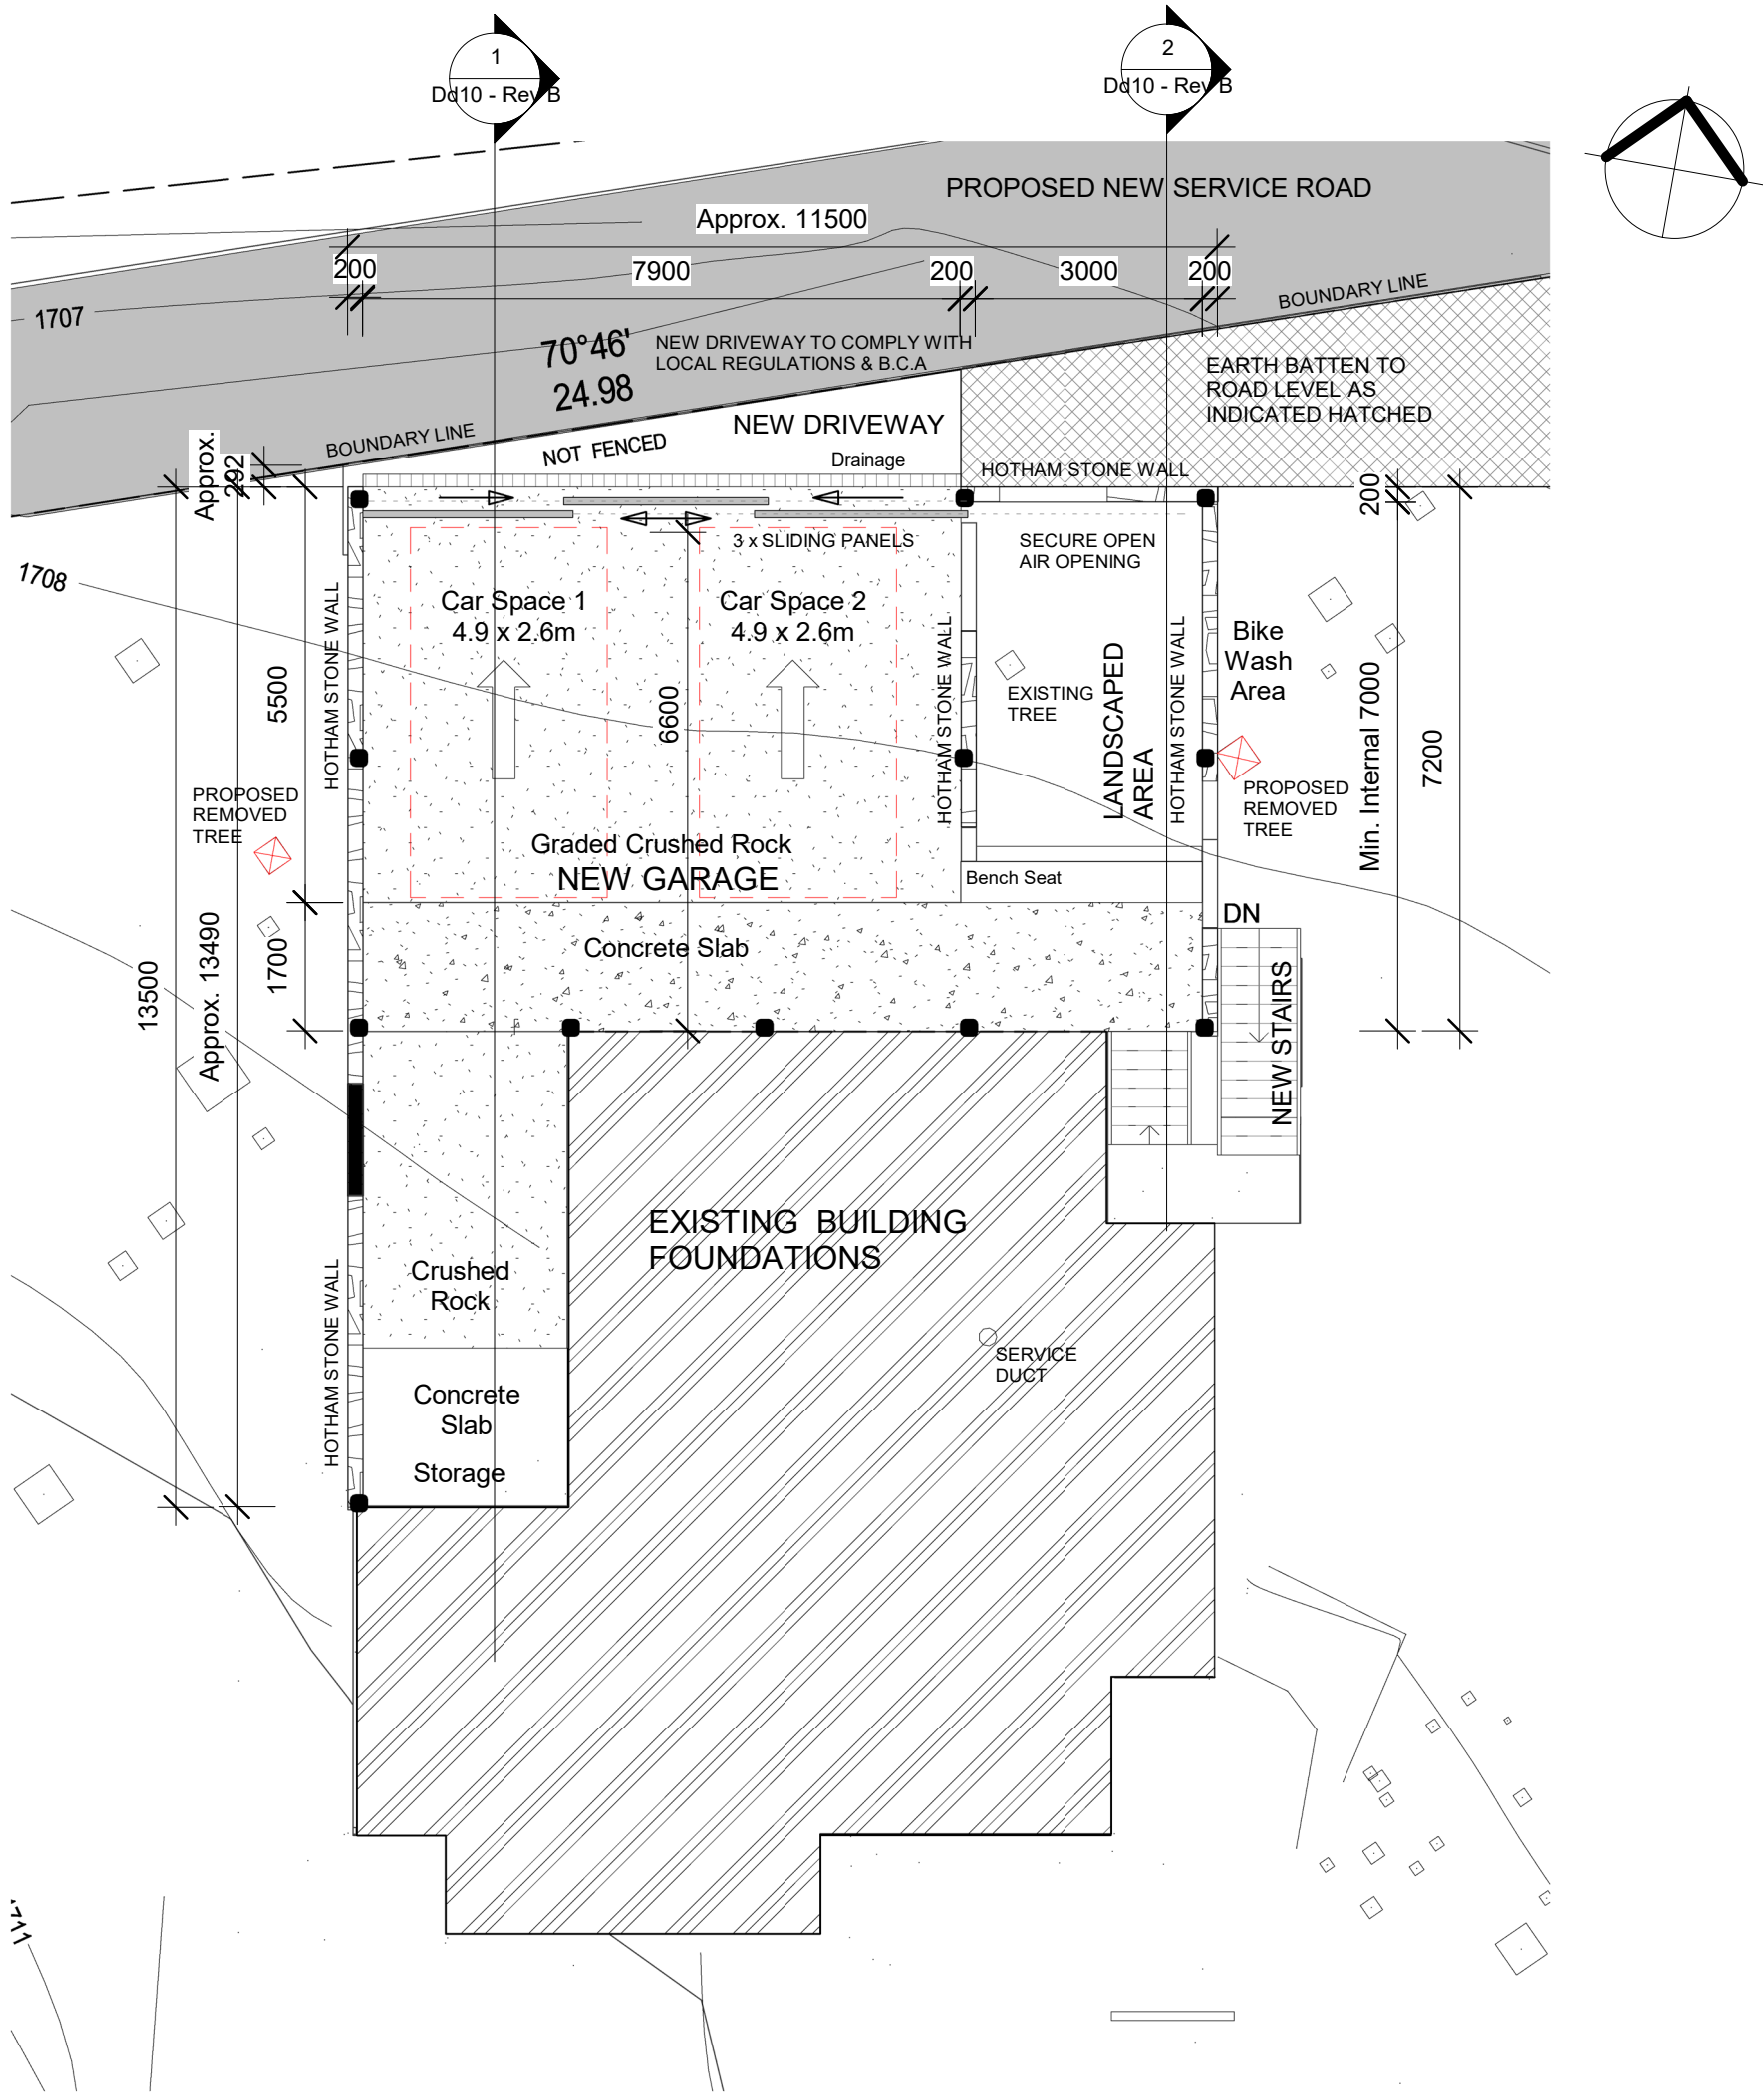 1
Dd10 - Rev B
2
Dd10 - Rev B
PROPOSED NEW SERVICE ROAD
Approx. 11500
200
7900
200
3000
200
BOUNDARY LINE
1707
70°46'
24.98
NEW DRIVEWAY TO COMPLY WITH
LOCAL REGULATIONS & B.C.A
EARTH BATTEN TO
ROAD LEVEL AS
INDICATED HATCHED
BOUNDARY LINE
NOT FENCED
NEW DRIVEWAY
Drainage
HOTHAM STONE WALL
Approx.
292
200
3 x SLIDING PANELS
SECURE OPEN
AIR OPENING
1708
Car Space 1
4.9 x 2.6m
Car Space 2
4.9 x 2.6m
HOTHAM STONE WALL
5500
6600
HOTHAM STONE WALL
EXISTING
TREE
LANDSCAPED
AREA
HOTHAM STONE WALL
Bike
Wash
Area
Min. Internal 7000
7200
PROPOSED
REMOVED
TREE
PROPOSED
REMOVED
TREE
Graded Crushed Rock
NEW GARAGE
Bench Seat
DN
Concrete Slab
1700
13500
Approx. 13490
NEW STAIRS
EXISTING BUILDING
FOUNDATIONS
Crushed
Rock
HOTHAM STONE WALL
SERVICE
DUCT
Concrete
Slab
Storage
1711